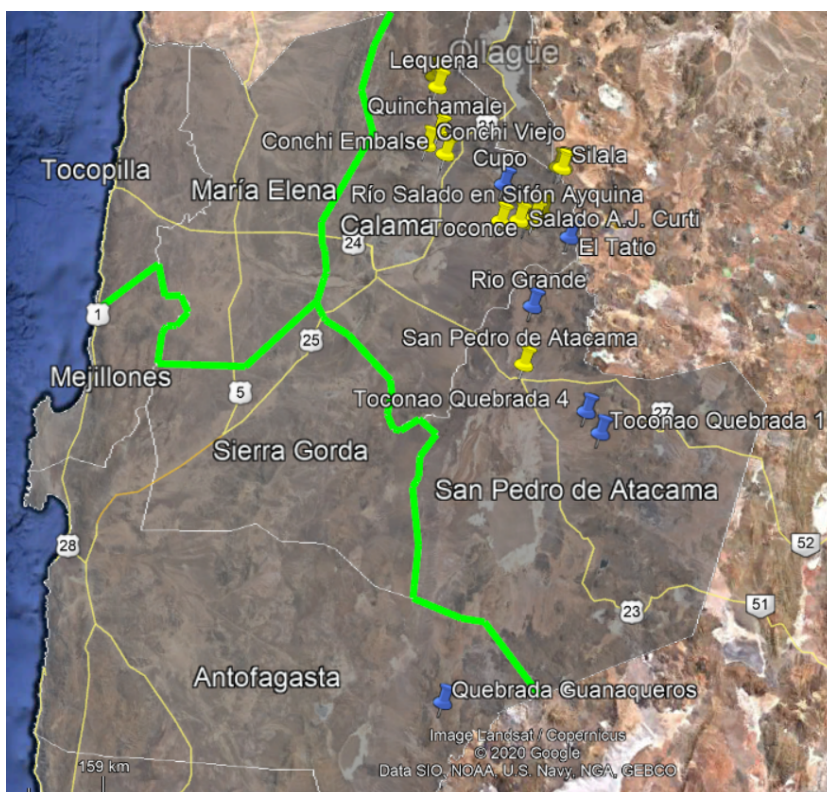 Ollagüe
Lequena
Quinchamale
Conchi Embalse
Conchi Viejo
Silala
Cupo
Tocopilla
María Elena
Río Salado en Sifón Ayquina
Calama
Toconce
Salado A.J. Curti
24
El Tatio
Rio Grande
1
25
San Pedro de Atacama
Mejillones
5
Toconao Quebrada 4
27
Toconao Quebrada 1
Sierra Gorda
San Pedro de Atacama
28
52
51
23
Antofagasta
Quebrada Guanaqueros
Image Landsat / Copernicus
© 2020 Google
159 km
Data SIO, NOAA, U.S. Navy, NGA, GEBCO